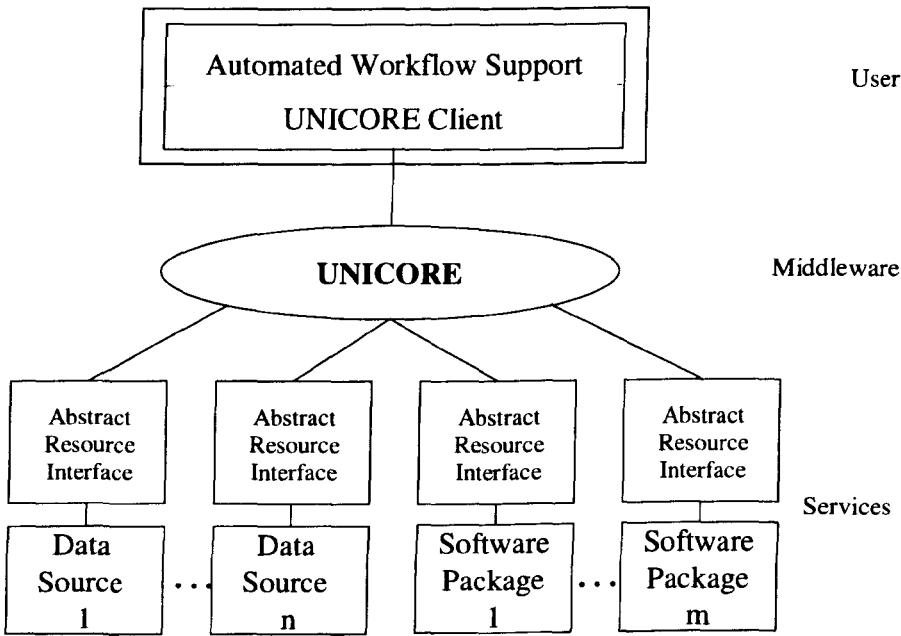 Automated Workflow Support
User
UNICORE Client
UNICORE
Middleware
Abstract
Resource
Interface
Abstract
Resource
Interface
Abstract
Resource
Interface
Abstract
Resource
Interface
Services
Data
Source
1
...
Data
Source
n
Software
Package
1
...
Software
Package
m